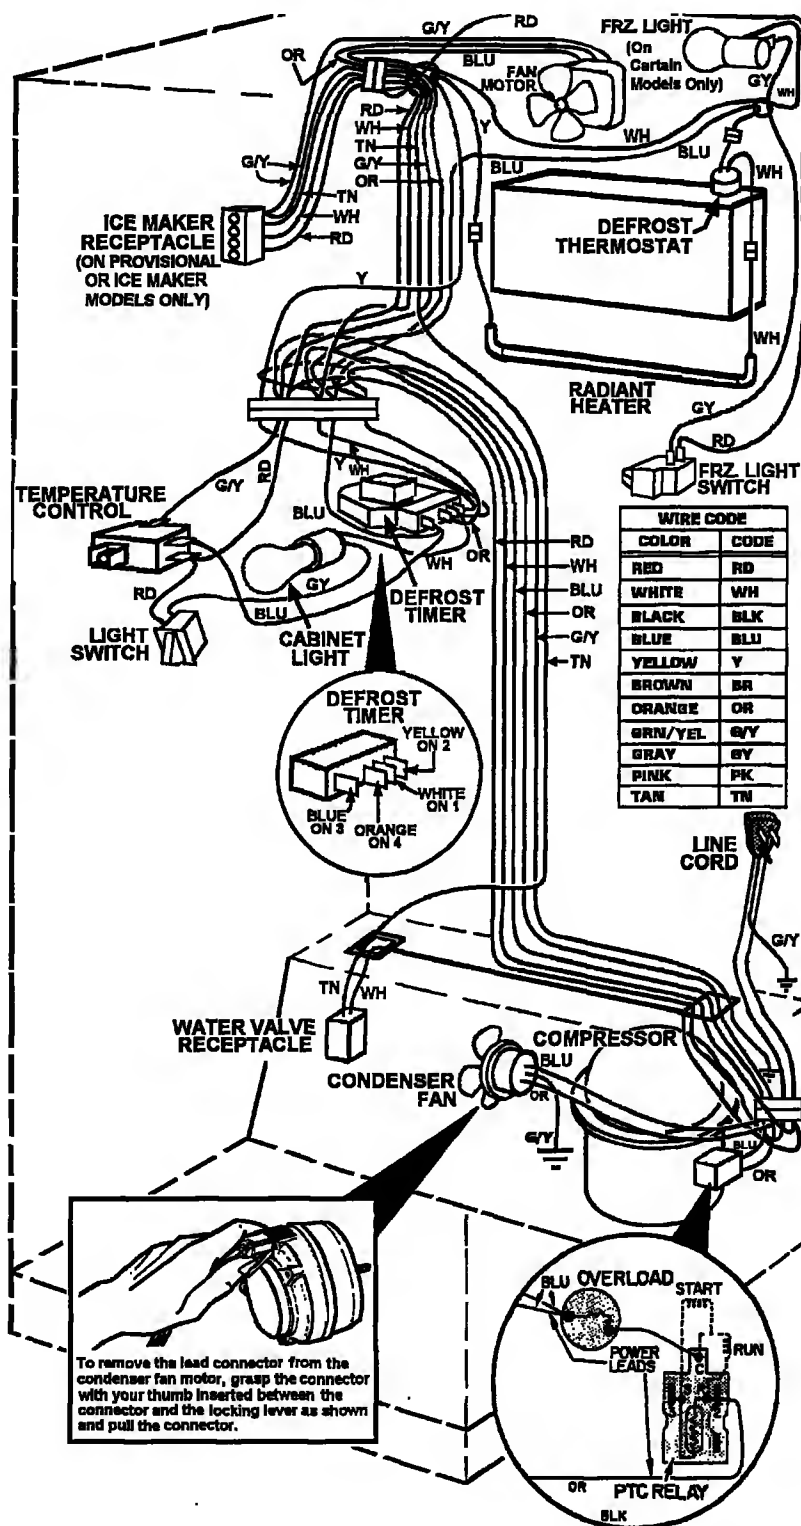 G/Y
RD
FRZ. LIGHT
(On
Certain
Models Only)
OR
BLU
FAN
MOTOR
GY
WH
RD
WH
TN
G/Y
OR
Y
WH
BLU
BLU
WH
G/Y
TN
WH
RD
ICE MAKER
RECEPTACLE
(ON PROVISIONAL
OR ICE MAKER
MODELS ONLY)
DEFROST
THERMOSTAT
Y
WH
RADIANT
HEATER
GY
RD
FRZ. LIGHT
SWITCH
TEMPERATURE
CONTROL
G/Y
RD
Y
WH
BLU
OR
WH
DEFROST
TIMER
RD
GY
BLU
CABINET
LIGHT
LIGHT
SWITCH
RD
WH
BLU
OR
G/Y
TN
WIRE CODE
COLOR CODE
RED RD
WHITE WH
BLACK BLK
BLUE BLU
YELLOW Y
BROWN BR
ORANGE OR
GRN/YEL G/Y
GRAY GY
PINK PK
TAN TN
DEFROST
TIMER
YELLOW
ON 2
WHITE
ON 1
BLUE
ON 3
ORANGE
ON 4
LINE
CORD
G/Y
TN
WH
WATER VALVE
RECEPTACLE
COMPRESSOR
BLU
CONDENSER
FAN
OR
G/Y
BLU
OR
To remove the lead connector from the
condenser fan motor, grasp the connector
with your thumb inserted between the
connector and the locking lever as shown
and pull the connector.
BLU
OVERLOAD
START
RUN
C
POWER
LEADS
OR
PTC RELAY
BLK